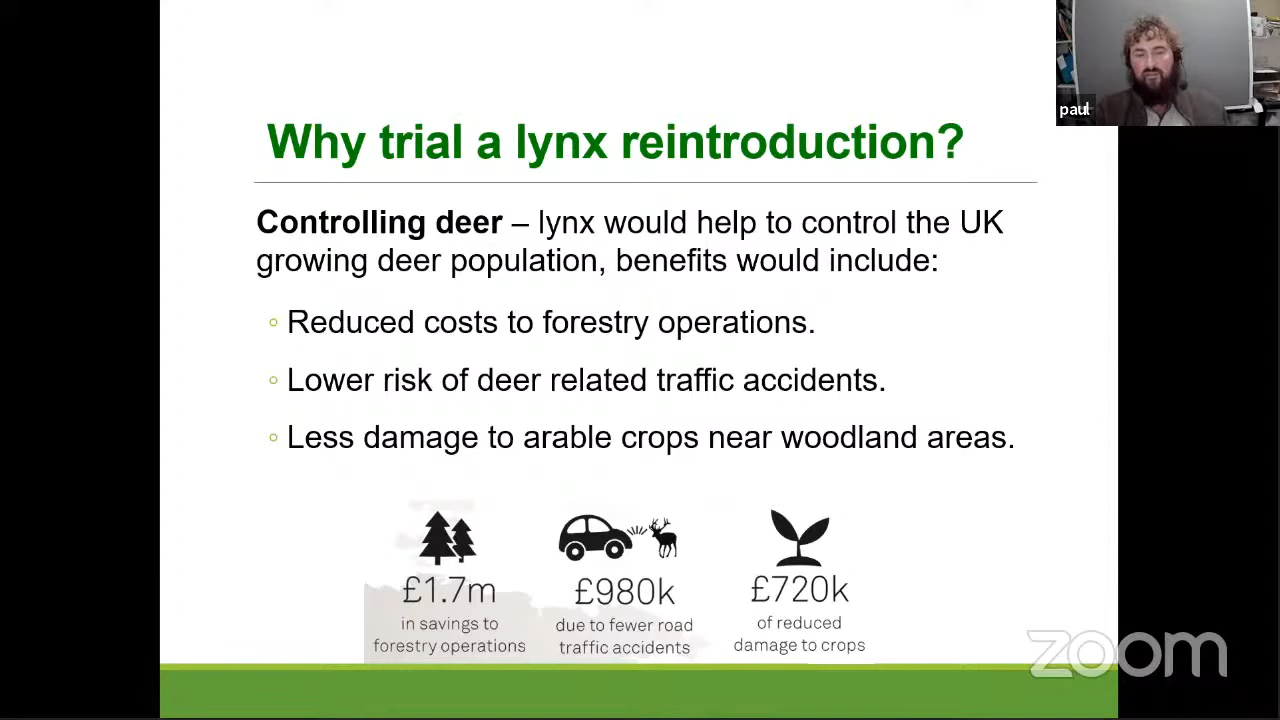 paul
Why trial a lynx reintroduction?
Controlling deer – lynx would help to control the UK
growing deer population, benefits would include:
Reduced costs to forestry operations.
Lower risk of deer related traffic accidents.
Less damage to arable crops near woodland areas.
£1.7m
in savings to
forestry operations
£980k
due to fewer road
traffic accidents
£720k
of reduced
damage to crops
zoom